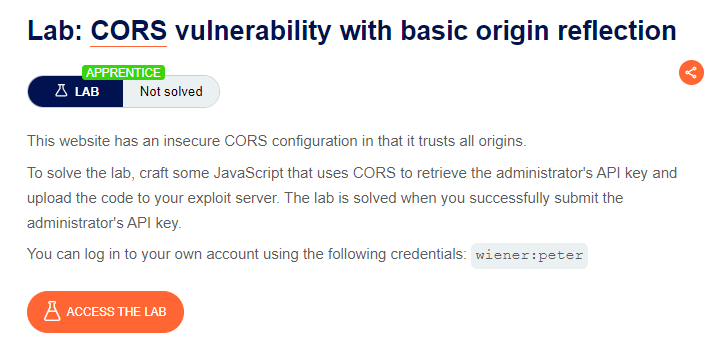 Lab: CORS vulnerability with basic origin reflection
APPRENTICE
LAB
Not solved
This website has an insecure CORS configuration in that it trusts all origins.
To solve the lab, craft some JavaScript that uses CORS to retrieve the administrator's API key and
upload the code to your exploit server. The lab is solved when you successfully submit the
administrator's API key.
You can log in to your own account using the following credentials: wiener:peter
ACCESS THE LAB